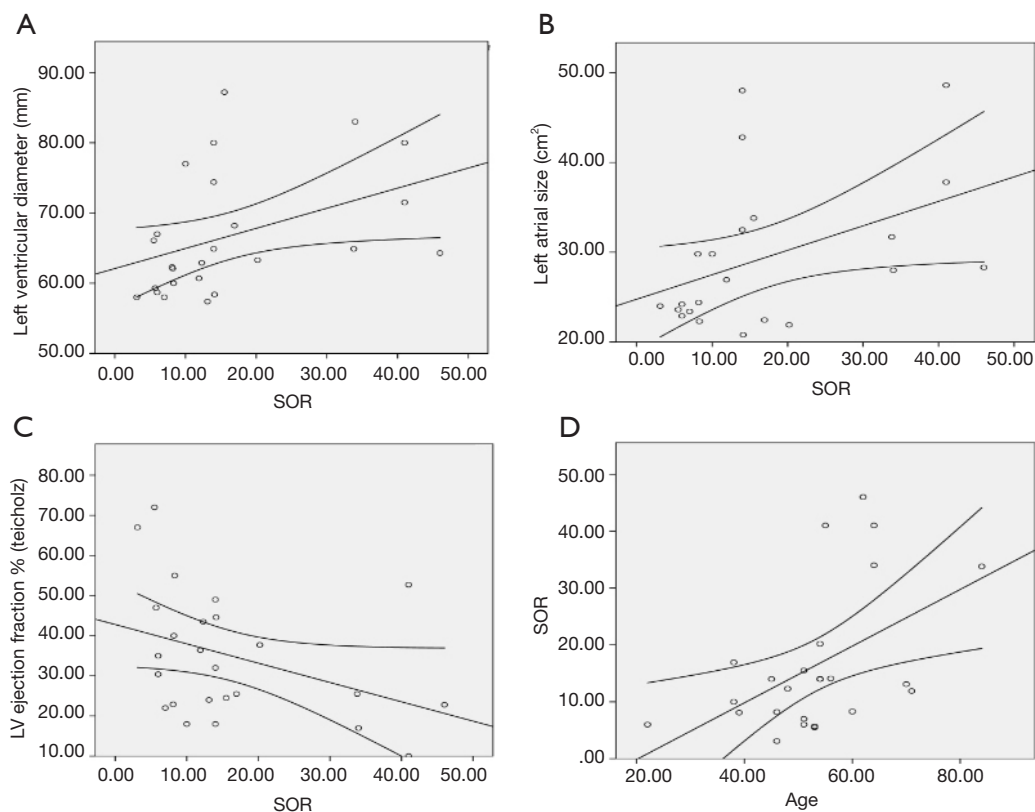 A
Left ventricular diameter (mm)
90.00
80.00
70.00
60.00
50.00
0.00 10.00 20.00 30.00 40.00 50.00
SOR
B
Left atrial size (cm²)
50.00
40.00
30.00
20.00
0.00 10.00 20.00 30.00 40.00 50.00
SOR
C
LV ejection fraction % (teicholz)
80.00
70.00
60.00
50.00
40.00
30.00
20.00
10.00
0.00 10.00 20.00 30.00 40.00 50.00
SOR
D
SOR
50.00
40.00
30.00
20.00
10.00
.00
20.00 40.00 60.00 80.00
Age